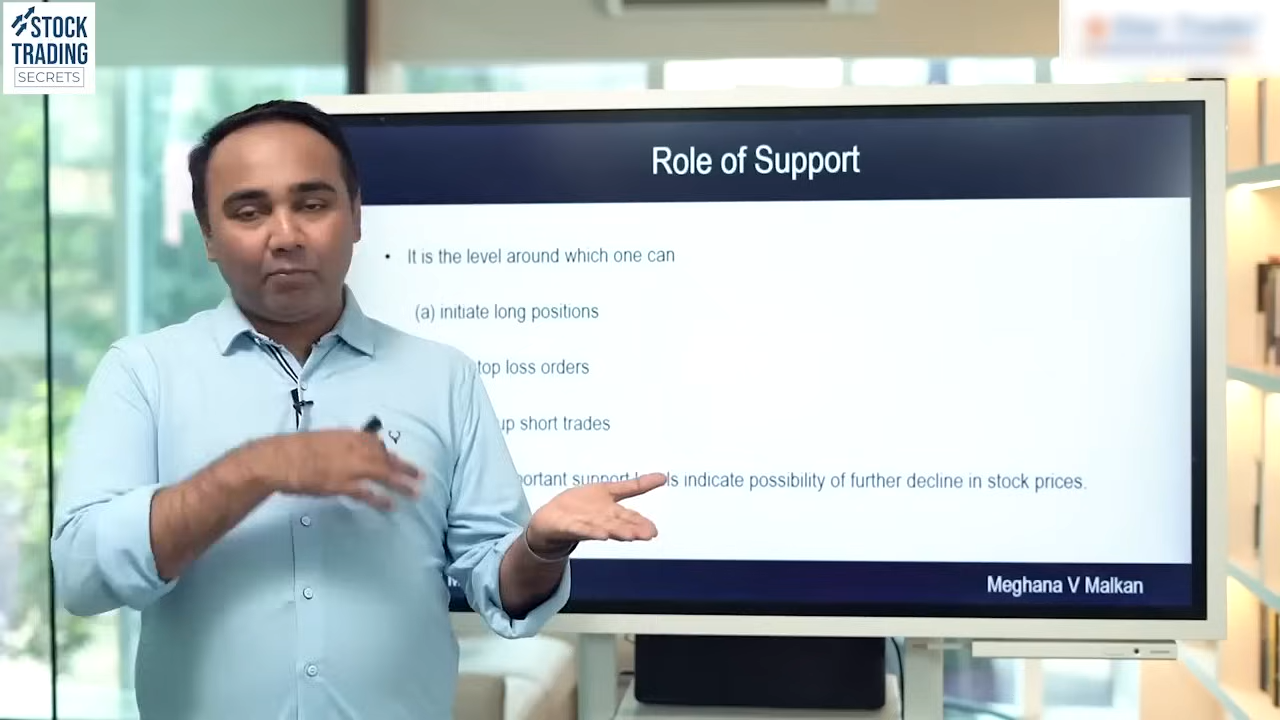 STOCK
TRADING
SECRETS
Role of Support
• It is the level around which one can
(a) initiate long positions
top loss orders
up short trades
portant support indicate possibility of further decline in stock prices.
Meghana V Malkan